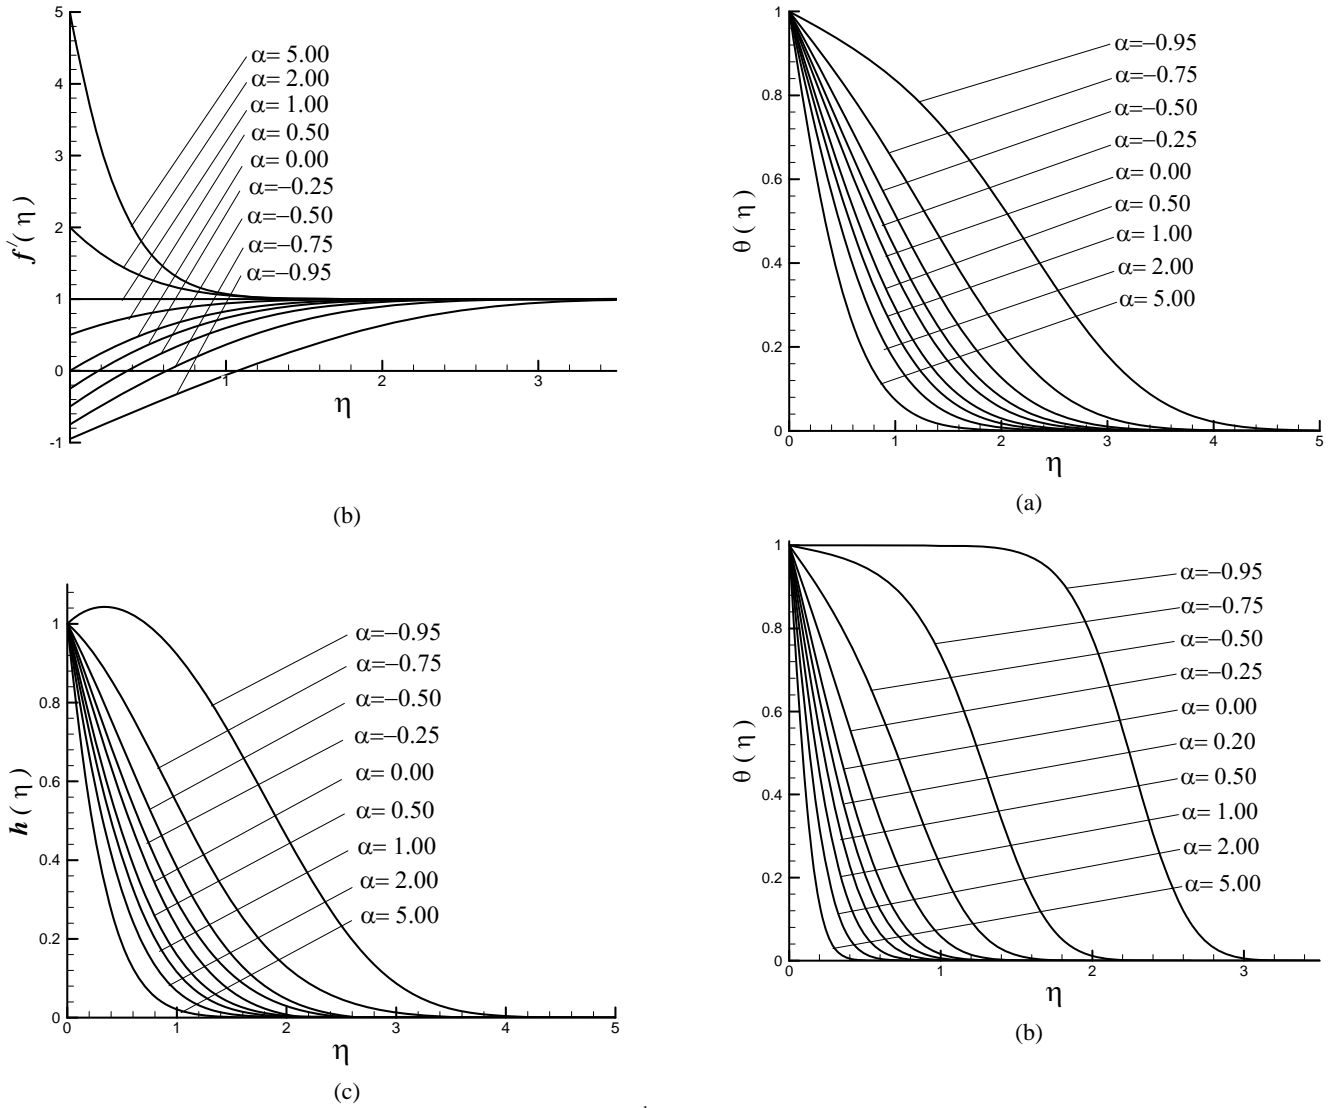 5
4
3
2
1
0
-1
1
2
3
f′( η )
η
α= 5.00
α= 2.00
α= 1.00
α= 0.50
α= 0.00
α=−0.25
α=−0.50
α=−0.75
α=−0.95
(b)
1
0.8
0.6
0.4
0.2
0
0
1
2
3
4
5
θ ( η )
η
α=−0.95
α=−0.75
α=−0.50
α=−0.25
α= 0.00
α= 0.50
α= 1.00
α= 2.00
α= 5.00
(a)
1
0.8
0.6
0.4
0.2
0
0
1
2
3
4
5
h ( η )
η
α=−0.95
α=−0.75
α=−0.50
α=−0.25
α= 0.00
α= 0.50
α= 1.00
α= 2.00
α= 5.00
(c)
1
0.8
0.6
0.4
0.2
0
0
1
2
3
θ ( η )
η
α=−0.95
α=−0.75
α=−0.50
α=−0.25
α= 0.00
α= 0.20
α= 0.50
α= 1.00
α= 2.00
α= 5.00
(b)